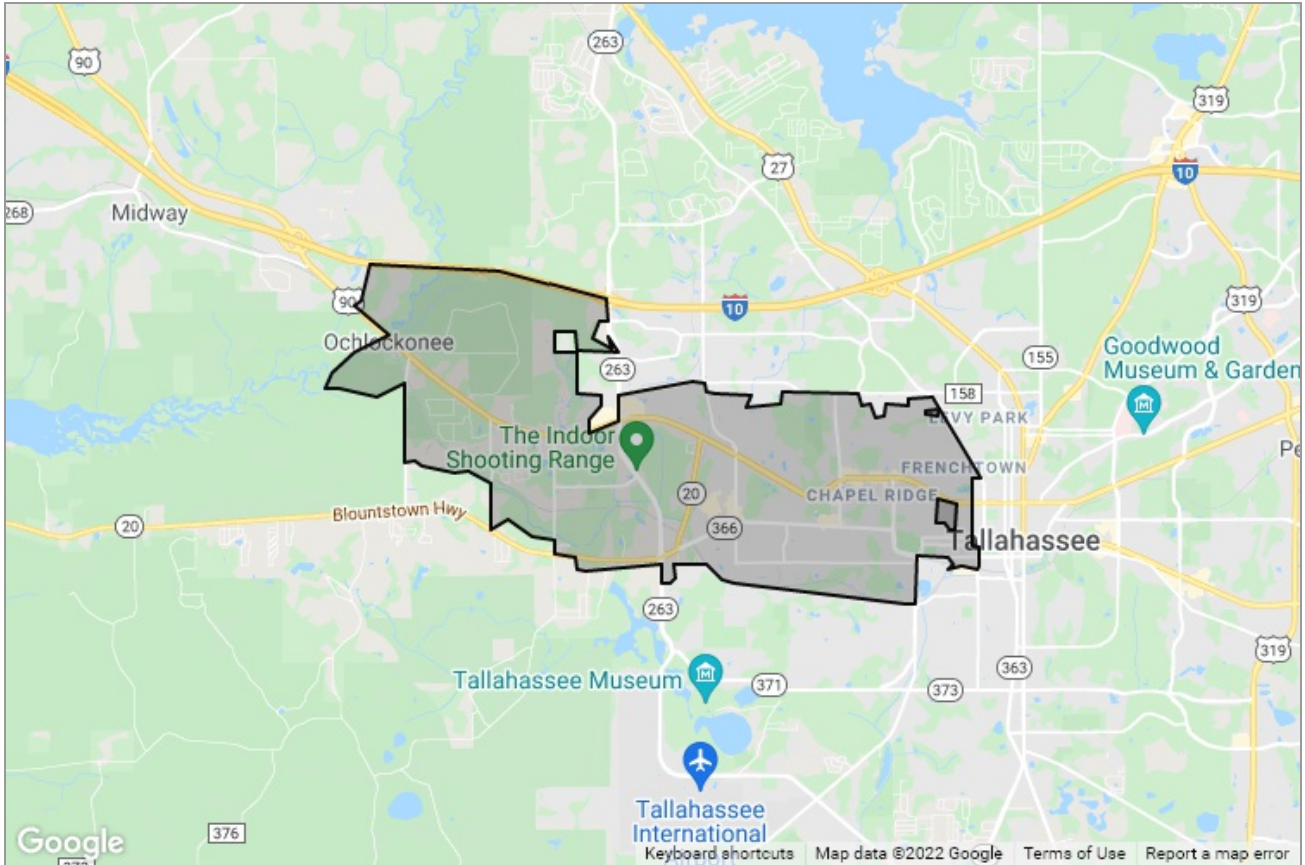 263
90
319
27
10
268
Midway
90
10
319
Ochlockonee
155
Goodwood
Museum & Garden
263
158
LEVY PARK
The Indoor
Shooting Range
Pe
FRENCHTOWN
CHAPEL RIDGE
20
Blountstown Hwy
20
366
Tallahassee
263
319
363
Tallahassee Museum
371
373
Tallahassee
International
Airport
376
Google
Keyboard shortcuts Map data ©2022 Google Terms of Use Report a map error